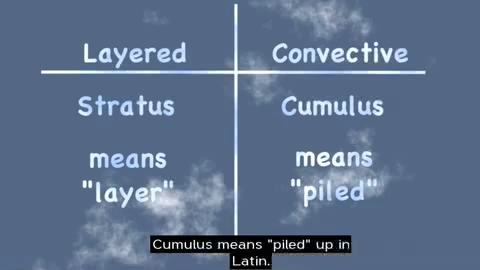 Layered
Convective
Stratus
Cumulus
means
"layer"
means
"piled"
Cumulus means "piled" up in
Latin.